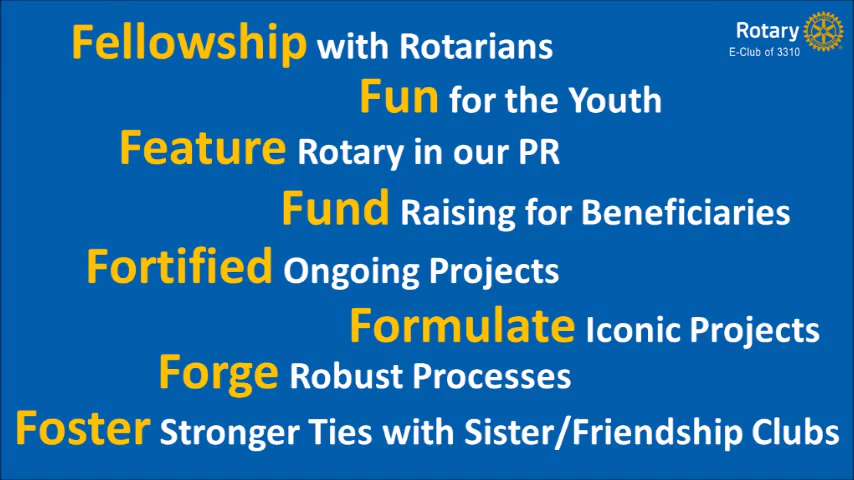 Fellowship with Rotarians
Rotary
E-Club of 3310
Fun for the Youth
Feature Rotary in our PR
Fund Raising for Beneficiaries
Fortified Ongoing Projects
Formulate Iconic Projects
Forge Robust Processes
Foster Stronger Ties with Sister/Friendship Clubs